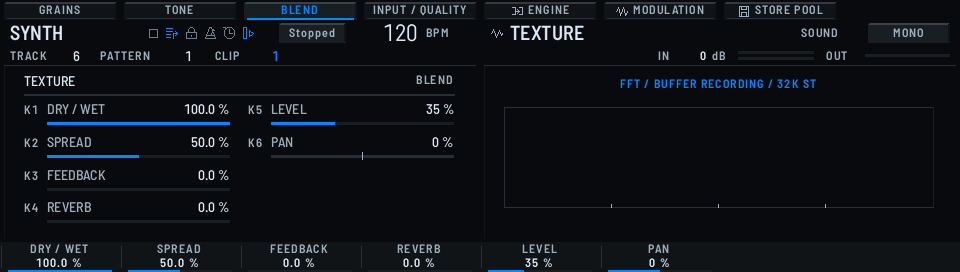 GRAINS TONE BLEND INPUT / QUALITY ENGINE MODULATION STORE POOL
SYNTH Stopped 120 BPM TEXTURE SOUND MONO
TRACK 6 PATTERN 1 CLIP 1 IN 0 dB OUT
TEXTURE BLEND
FFT / BUFFER RECORDING / 32K ST
K1 DRY / WET 100.0 % K5 LEVEL 35 %
K2 SPREAD 50.0 % K6 PAN 0 %
K3 FEEDBACK 0.0 %
K4 REVERB 0.0 %
DRY / WET SPREAD FEEDBACK REVERB LEVEL PAN
100.0 % 50.0 % 0.0 % 0.0 % 35 % 0 %